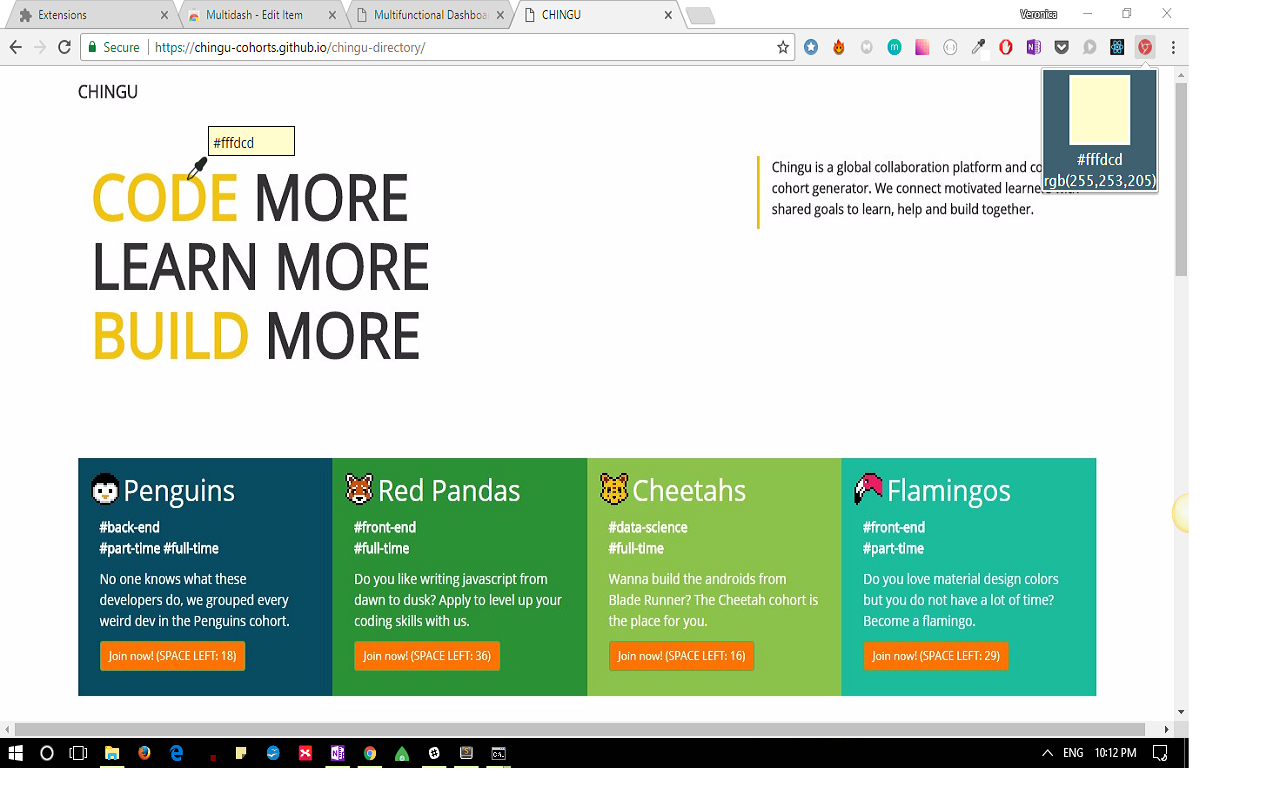 Extensions
Multidash - Edit Item
Multifunctional Dashboa
CHINGU
Veronica
Secure
https://chingu-cohorts.github.io/chingu-directory/
CHINGU
#fffdcd
CODE MORE
LEARN MORE
BUILD MORE
Chingu is a global collaboration platform and co
cohort generator. We connect motivated learners with
shared goals to learn, help and build together.
#fffdcd
rgb(255,253,205)
Penguins
#back-end
#part-time #full-time
No one knows what these
developers do, we grouped every
weird dev in the Penguins cohort.
Join now! (SPACE LEFT: 18)
Red Pandas
#front-end
#full-time
Do you like writing javascript from
dawn to dusk? Apply to level up your
coding skills with us.
Join now! (SPACE LEFT: 36)
Cheetahs
#data-science
#full-time
Wanna build the androids from
Blade Runner? The Cheetah cohort is
the place for you.
Join now! (SPACE LEFT: 16)
Flamingos
#front-end
#part-time
Do you love material design colors
but you do not have a lot of time?
Become a flamingo.
Join now! (SPACE LEFT: 29)
ENG
10:12 PM